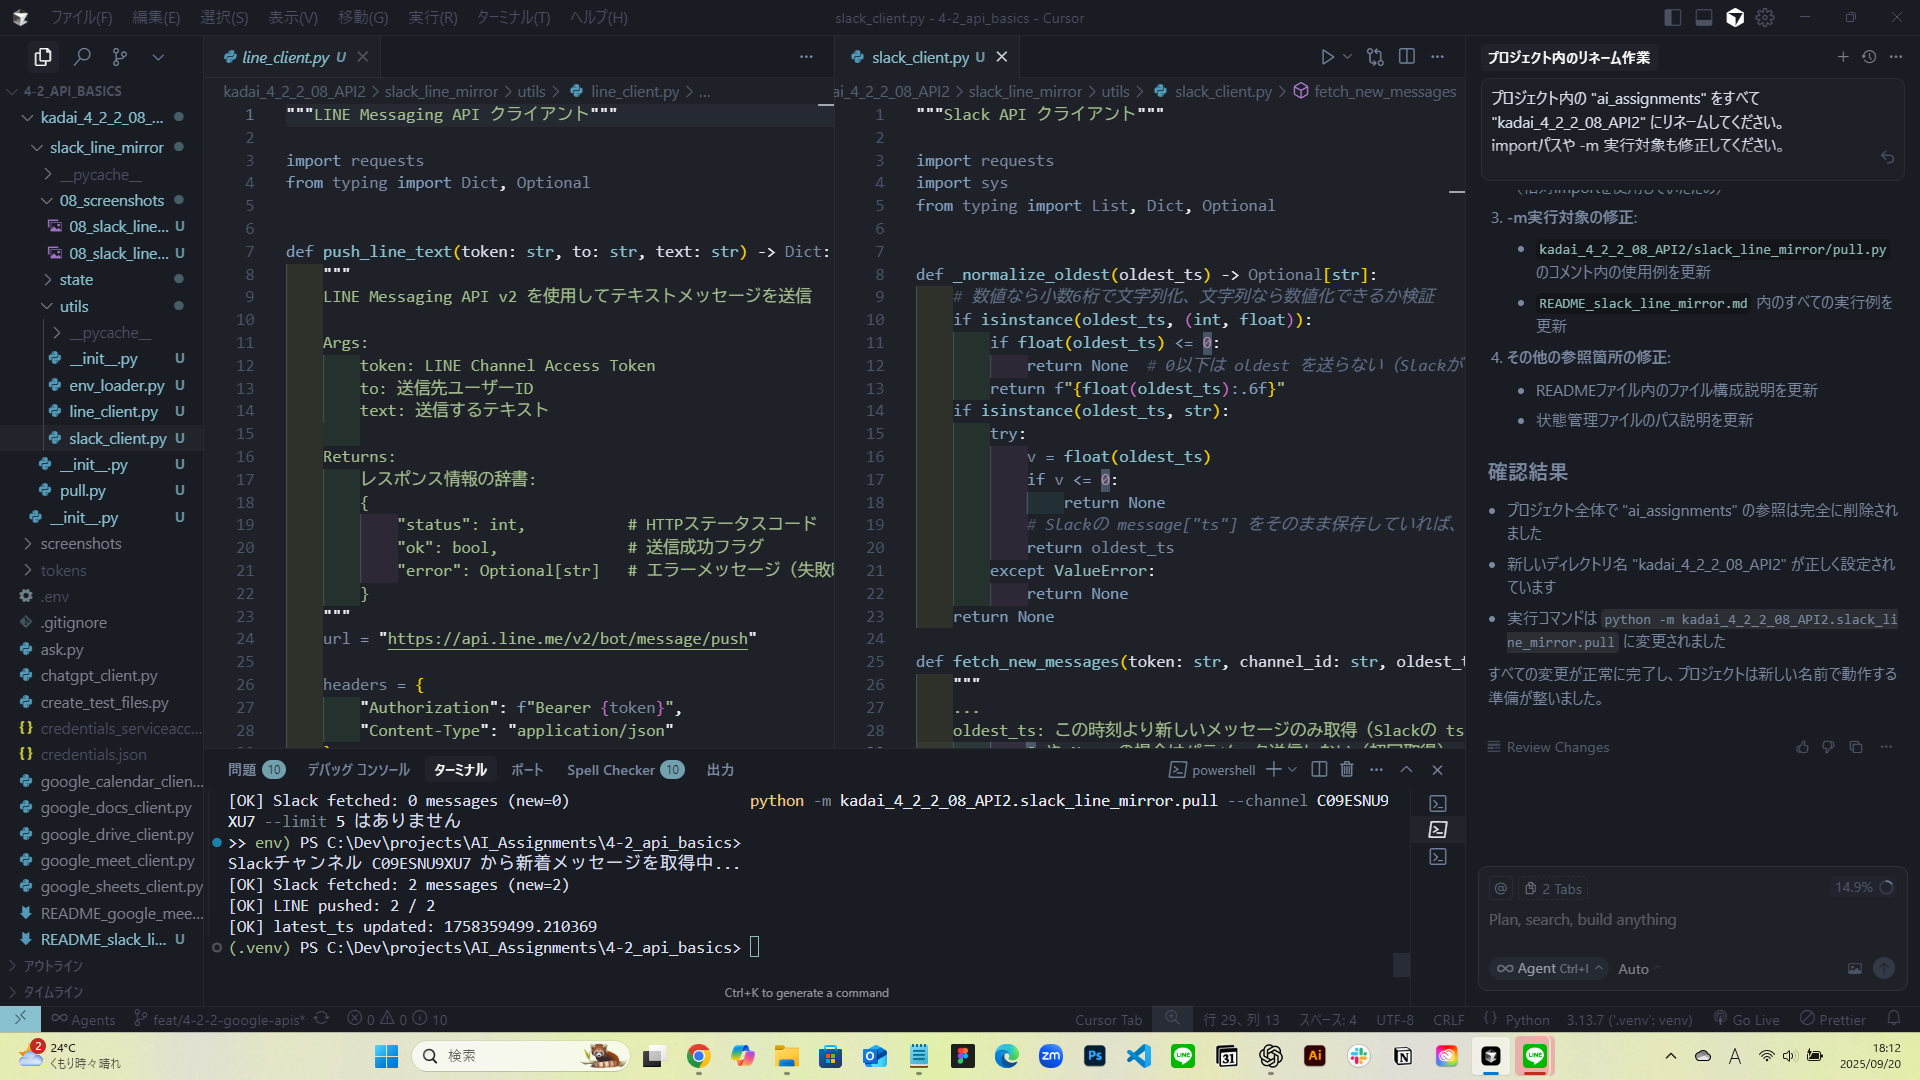 ファイル(F) 編集(E) 選択(S) 表示(V) 移動(G) 実行(R) ターミナル(T) ヘルプ(H)
slack_client.py - 4-2_api_basics - Cursor
4-2_API_BASICS
kadai_4_2_2_08_...
slack_line_mirror
__pycache__
08_screenshots
08_slack_line... U
08_slack_line... U
state
utils
__pycache__
__init__.py U
env_loader.py U
line_client.py U
slack_client.py U
__init__.py U
pull.py U
__init__.py U
screenshots
tokens
.env
.gitignore
ask.py
chatgpt_client.py
create_test_files.py
credentials_serviceacc...
credentials.json
google_calendar_clien...
google_docs_client.py
google_drive_client.py
google_meet_client.py
google_sheets_client.py
README_google_mee...
README_slack_li... U
アウトライン
タイムライン
line_client.py U
kadai_4_2_2_08_API2 > slack_line_mirror > utils > line_client.py > ...
1 """LINE Messaging API クライアント"""
2
3 import requests
4 from typing import Dict, Optional
5
6
7 def push_line_text(token: str, to: str, text: str) -> Dict:
8 """
9 LINE Messaging API v2 を使用してテキストメッセージを送信
10
11 Args:
12 token: LINE Channel Access Token
13 to: 送信先ユーザーID
14 text: 送信するテキスト
15
16 Returns:
17 レスポンス情報の辞書:
18 {
19 "status": int, # HTTPステータスコード
20 "ok": bool, # 送信成功フラグ
21 "error": Optional[str] # エラーメッセージ（失敗
22 }
23 """
24 url = "https://api.line.me/v2/bot/message/push"
25
26 headers = {
27 "Authorization": f"Bearer {token}",
28 "Content-Type": "application/json"
slack_client.py U
ai_4_2_2_08_API2 > slack_line_mirror > utils > slack_client.py > fetch_new_messages
1 """Slack API クライアント"""
2
3 import requests
4 import sys
5 from typing import List, Dict, Optional
6
7
8 def _normalize_oldest(oldest_ts) -> Optional[str]:
9 # 数値なら小数6桁で文字列化、文字列なら数値化できるか検証
10 if isinstance(oldest_ts, (int, float)):
11 if float(oldest_ts) <= 0:
12 return None # 0以下は oldest を送らない（Slackが
13 return f"{float(oldest_ts):.6f}"
14 if isinstance(oldest_ts, str):
15 try:
16 v = float(oldest_ts)
17 if v <= 0:
18 return None
19 # Slackの message["ts"] をそのまま保存していれば、
20 return oldest_ts
21 except ValueError:
22 return None
23 return None
24
25 def fetch_new_messages(token: str, channel_id: str, oldest_t
26 """
27 ...
28 oldest_ts: この時刻より新しいメッセージのみ取得（Slackの ts
問題 10 デバッグ コンソール ターミナル ポート Spell Checker 10 出力
powershell
[OK] Slack fetched: 0 messages (new=0) python -m kadai_4_2_2_08_API2.slack_line_mirror.pull --channel C09ESNU9
XU7 --limit 5 はありません
>> env) PS C:\Dev\projects\AI_Assignments\4-2_api_basics>
Slackチャンネル C09ESNU9XU7 から新着メッセージを取得中...
[OK] Slack fetched: 2 messages (new=2)
[OK] LINE pushed: 2 / 2
[OK] latest_ts updated: 1758359499.210369
(.venv) PS C:\Dev\projects\AI_Assignments\4-2_api_basics>
Ctrl+K to generate a command
プロジェクト内のリネーム作業
プロジェクト内の "ai_assignments" をすべて
"kadai_4_2_2_08_API2" にリネームしてください。
importパスや -m 実行対象も修正してください。
3. -m実行対象の修正:
kadai_4_2_2_08_API2/slack_line_mirror/pull.py
のコメント内の使用例を更新
README_slack_line_mirror.md 内のすべての実行例を
更新
4. その他の参照箇所の修正:
READMEファイル内のファイル構成説明を更新
状態管理ファイルのパス説明を更新
確認結果
プロジェクト全体で "ai_assignments" の参照は完全に削除され
ました
新しいディレクトリ名 "kadai_4_2_2_08_API2" が正しく設定され
ています
実行コマンドは python -m kadai_4_2_2_08_API2.slack_li
ne_mirror.pull に変更されました
すべての変更が正常に完了し、プロジェクトは新しい名前で動作する
準備が整いました。
Review Changes
@ 2 Tabs 14.9%
Plan, search, build anything
Agent Ctrl+I Auto
Agents feat/4-2-2-google-apis* 0 0 10
Cursor Tab 行 29、列 13 スペース: 4 UTF-8 CRLF {} Python 3.13.7 ('.venv': venv) Go Live Prettier
2
24°C
くもり時々晴れ
検索
18:12
2025/09/20